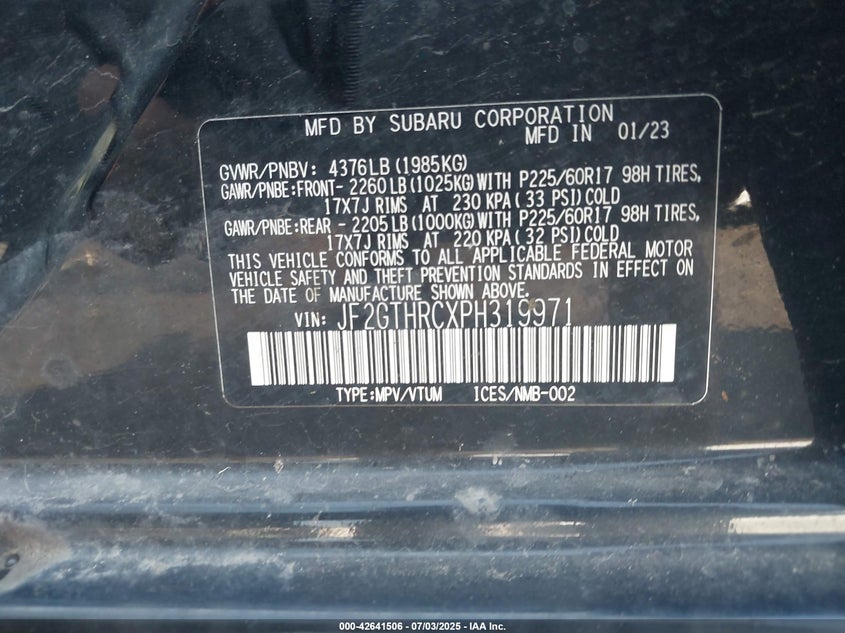 MFD BY SUBARU CORPORATION
MFD IN 01/23
GVWR/PNBV: 4376LB (1985KG)
GAWR/PNBE:FRONT- 2260 LB (1025KG) WITH P225/60R17 98H TIRES,
17X7J RIMS AT 230 KPA ( 33 PSI) COLD
GAWR/PNBE:REAR - 2205 LB (1000KG) WITH P225/60R17 98H TIRES,
17X7J RIMS AT 220 KPA ( 32 PSI) COLD
THIS VEHICLE CONFORMS TO ALL APPLICABLE FEDERAL MOTOR
VEHICLE SAFETY AND THEFT PREVENTION STANDARDS IN EFFECT ON
THE DATE OF MANUFACTURE SHOWN ABOVE.
VIN: JF2GTHRCXPH319971
TYPE:MPV/VTUM ICES/NMB-002
000-42641506 - 07/03/2025 - IAA Inc.